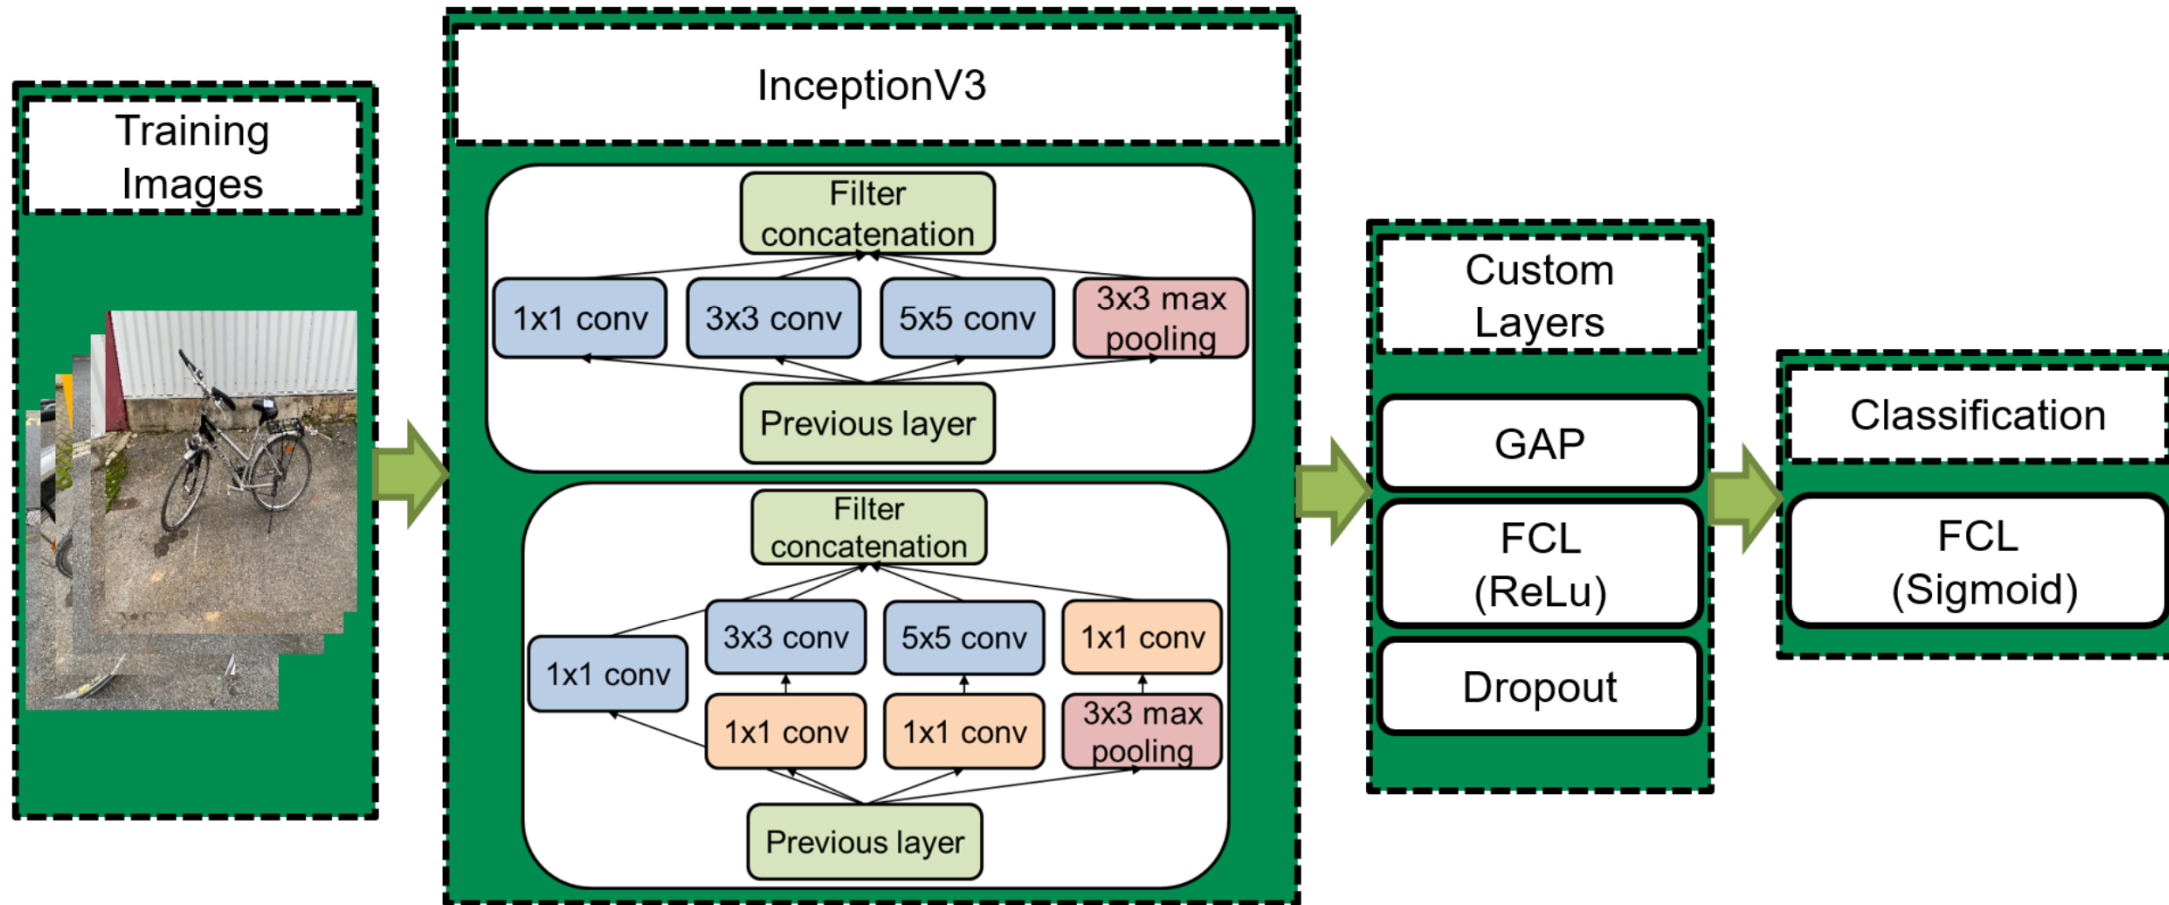 Training
Images
InceptionV3
Filter
concatenation
1x1 conv
3x3 conv
5x5 conv
3x3 max
pooling
Previous layer
Filter
concatenation
1x1 conv
3x3 conv
5x5 conv
1x1 conv
1x1 conv
1x1 conv
3x3 max
pooling
Previous layer
Custom
Layers
GAP
FCL
(ReLu)
Dropout
Classification
FCL
(Sigmoid)